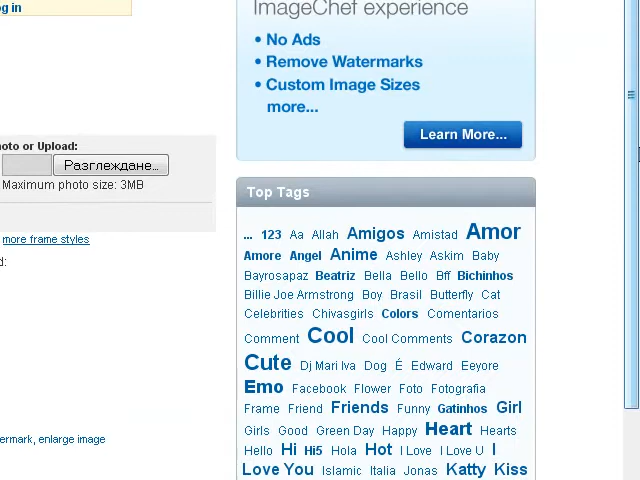 g in
ImageChef experience
• No Ads
• Remove Watermarks
• Custom Image Sizes
more...
Learn More...
oto or Upload:
Разглеждане...
Maximum photo size: 3MB
more frame styles
d:
ermark, enlarge image
Top Tags
... 123 Aa Allah Amigos Amistad Amor
Amore Angel Anime Ashley Askim Baby
Bayrosapaz Beatriz Bella Bello Bff Bichinhos
Billie Joe Armstrong Boy Brasil Butterfly Cat
Celebrities Chivasgirls Colors Comentarios
Comment Cool Cool Comments Corazon
Cute Dj Mari Iva Dog É Edward Eeyore
Emo Facebook Flower Foto Fotografia
Frame Friend Friends Funny Gatinhos Girl
Girls Good Green Day Happy Heart Hearts
Hello Hi Hi5 Hola Hot I Love I Love U I
Love You Islamic Italia Jonas Katty Kiss